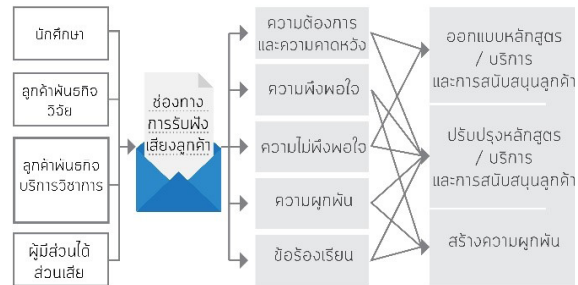 นักศึกษา
ลูกค้าพันธกิจ
วิจัย
ลูกค้าพันธกิจ
บริการวิชาการ
ผู้มีส่วนได้
ส่วนเสีย
ช่องทาง
การรับฟัง
เสียงลูกค้า
ความต้องการ
และความคาดหวัง
ความพึงพอใจ
ความไม่พึงพอใจ
ความผูกพัน
ข้อร้องเรียน
ออกแบบหลักสูตร
/ บริการ
และการสนับสนุนลูกค้า
ปรับปรุงหลักสูตร
/ บริการ
และการสนับสนุนลูกค้า
สร้างความผูกพัน